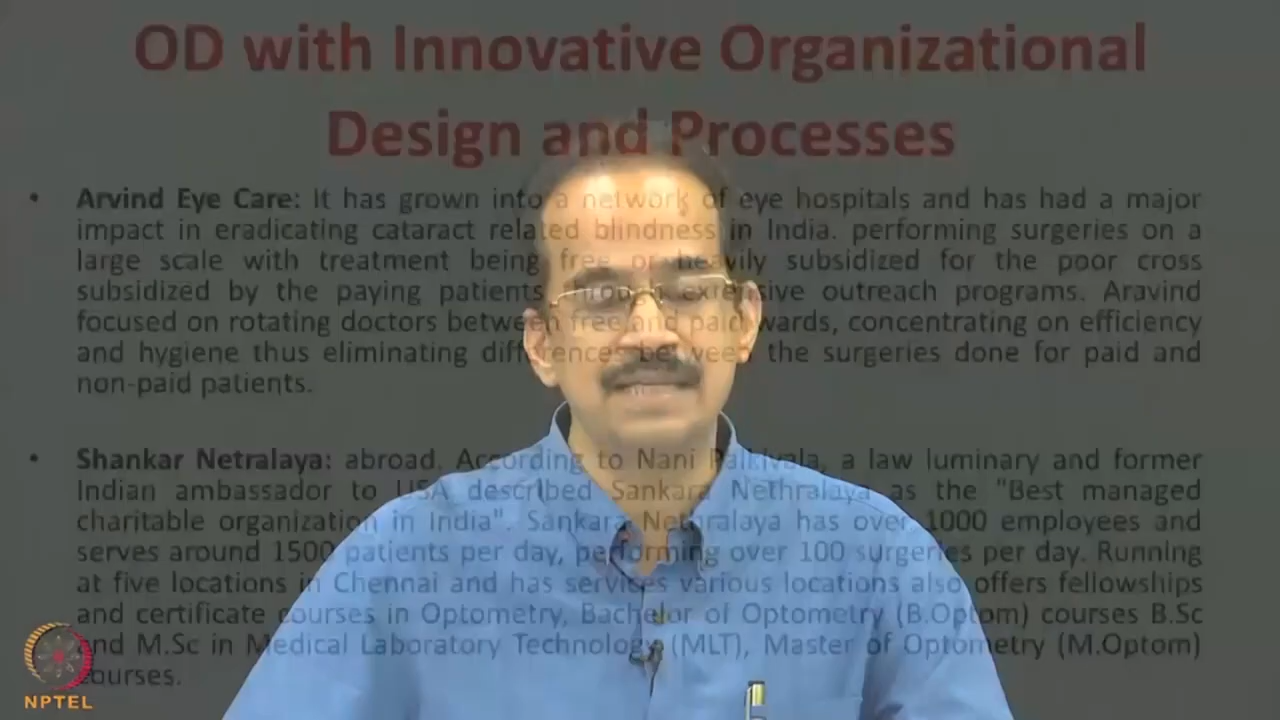 OD with Innovative Organizational
Design and Processes
• Arvind Eye Care: It has grown into a network of eye hospitals and has had a major
impact in eradicating cataract related blindness in India. performing surgeries on a
large scale with treatment being free or heavily subsidized for the poor cross
subsidized by the paying patients extensive outreach programs. Aravind
focused on rotating doctors between free and paid wards, concentrating on efficiency
and hygiene thus eliminating differences between the surgeries done for paid and
non-paid patients.
• Shankar Netralaya: abroad. According to Nani Palkivala, a law luminary and former
Indian ambassador to USA described Sankara Nethralaya as the "Best managed
charitable organization in India". Sankara Nethralaya has over 1000 employees and
serves around 1500 patients per day, performing over 100 surgeries per day. Running
at five locations in Chennai and has services various locations also offers fellowships
and certificate courses in Optometry, Bachelor of Optometry (B.Optom) courses B.Sc
and M.Sc in Medical Laboratory Technology (MLT), Master of Optometry (M.Optom)
courses.
NPTEL